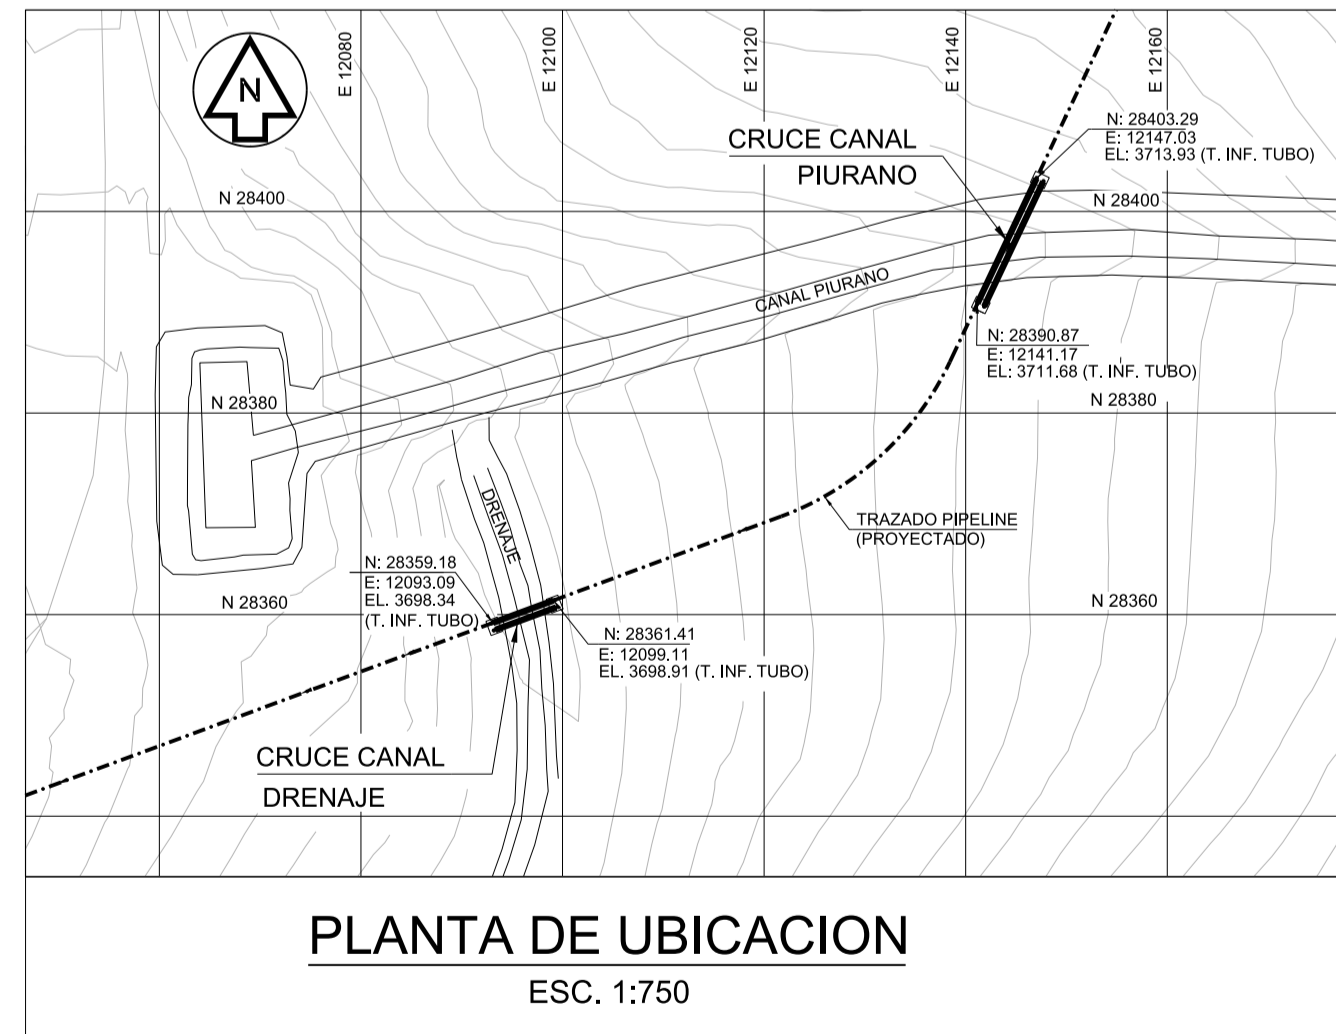 E 12080
E 12100
E 12120
E 12140
E 12160
N
N: 28403.29
E: 12147.03
EL: 3713.93 (T. INF. TUBO)
CRUCE CANAL
PIURANO
N 28400
N 28400
CANAL PIURANO
N: 28390.87
E: 12141.17
EL: 3711.68 (T. INF. TUBO)
N 28380
N 28380
DRENAJE
TRAZADO PIPELINE
(PROYECTADO)
N: 28359.18
E: 12093.09
EL. 3698.34
(T. INF. TUBO)
N 28360
N 28360
N: 28361.41
E: 12099.11
EL. 3698.91 (T. INF. TUBO)
CRUCE CANAL
DRENAJE
PLANTA DE UBICACION
ESC. 1:750